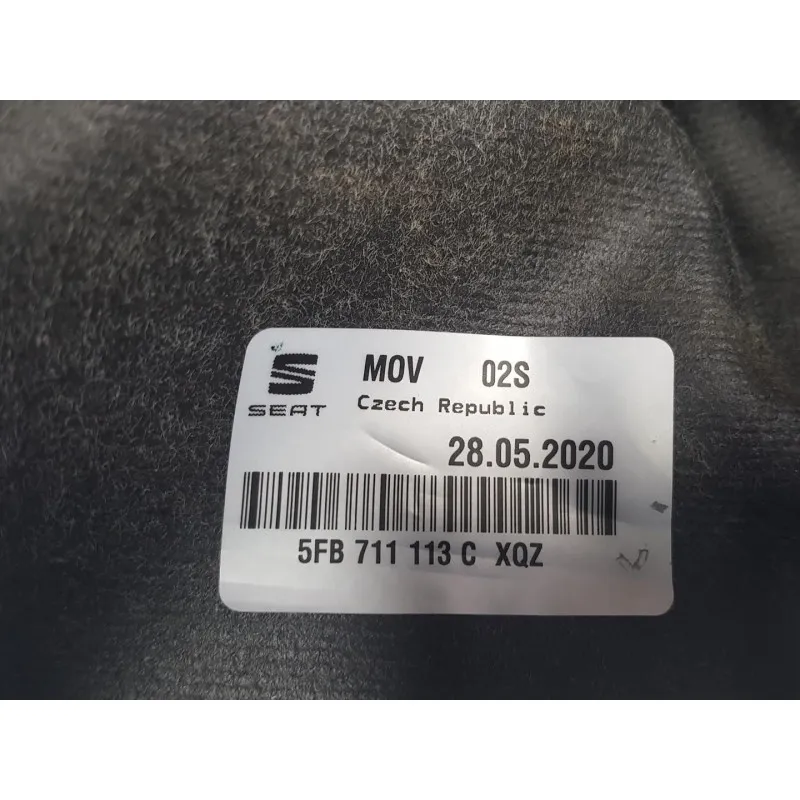 MOV 02S
SEAT Czech Republic
28.05.2020
5FB 711 113 C XQZ